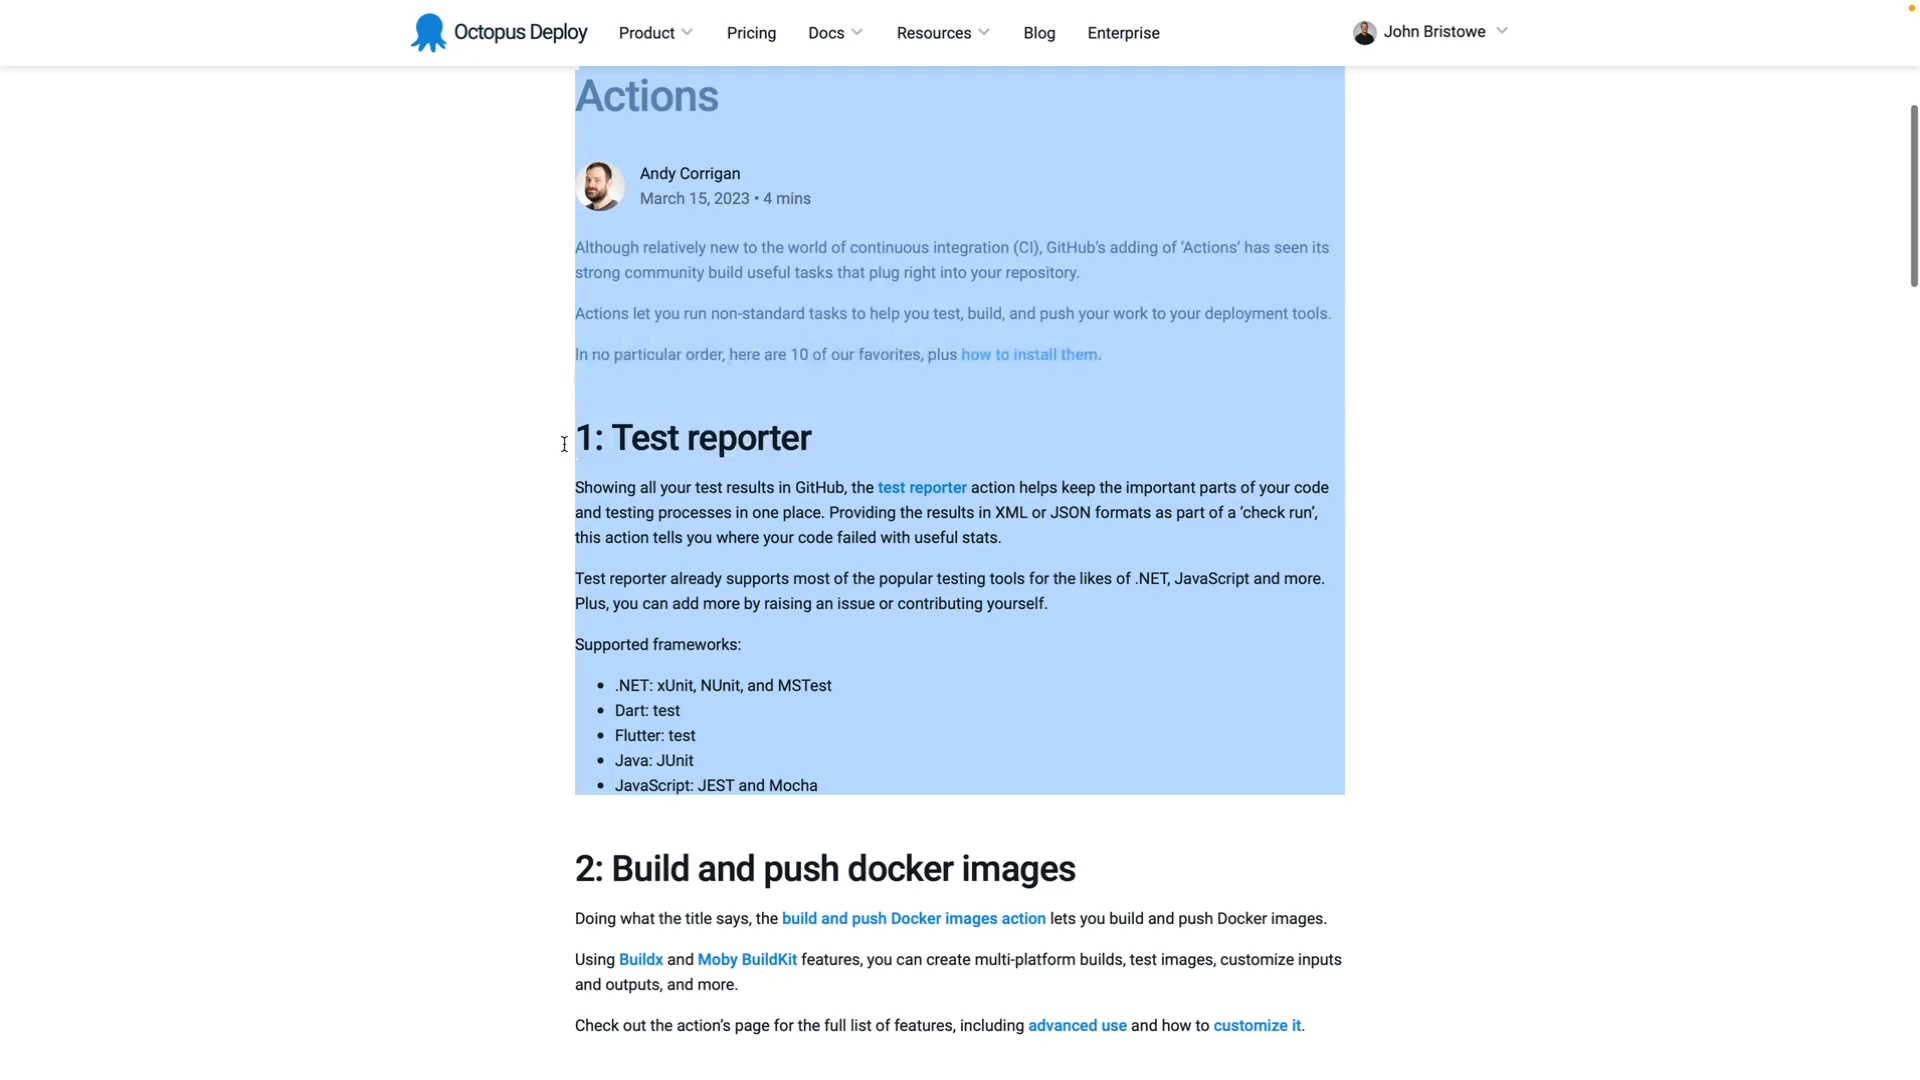 Octopus Deploy Product Pricing Docs Resources Blog Enterprise John Bristowe
Actions
Andy Corrigan
March 15, 2023 • 4 mins
Although relatively new to the world of continuous integration (CI), GitHub's adding of ‘Actions’ has seen its
strong community build useful tasks that plug right into your repository.
Actions let you run non-standard tasks to help you test, build, and push your work to your deployment tools.
In no particular order, here are 10 of our favorites, plus how to install them.
1: Test reporter
Showing all your test results in GitHub, the test reporter action helps keep the important parts of your code
and testing processes in one place. Providing the results in XML or JSON formats as part of a ‘check run’,
this action tells you where your code failed with useful stats.
Test reporter already supports most of the popular testing tools for the likes of .NET, JavaScript and more.
Plus, you can add more by raising an issue or contributing yourself.
Supported frameworks:
• .NET: xUnit, NUnit, and MSTest
• Dart: test
• Flutter: test
• Java: JUnit
• JavaScript: JEST and Mocha
2: Build and push docker images
Doing what the title says, the build and push Docker images action lets you build and push Docker images.
Using Buildx and Moby BuildKit features, you can create multi-platform builds, test images, customize inputs
and outputs, and more.
Check out the action’s page for the full list of features, including advanced use and how to customize it.